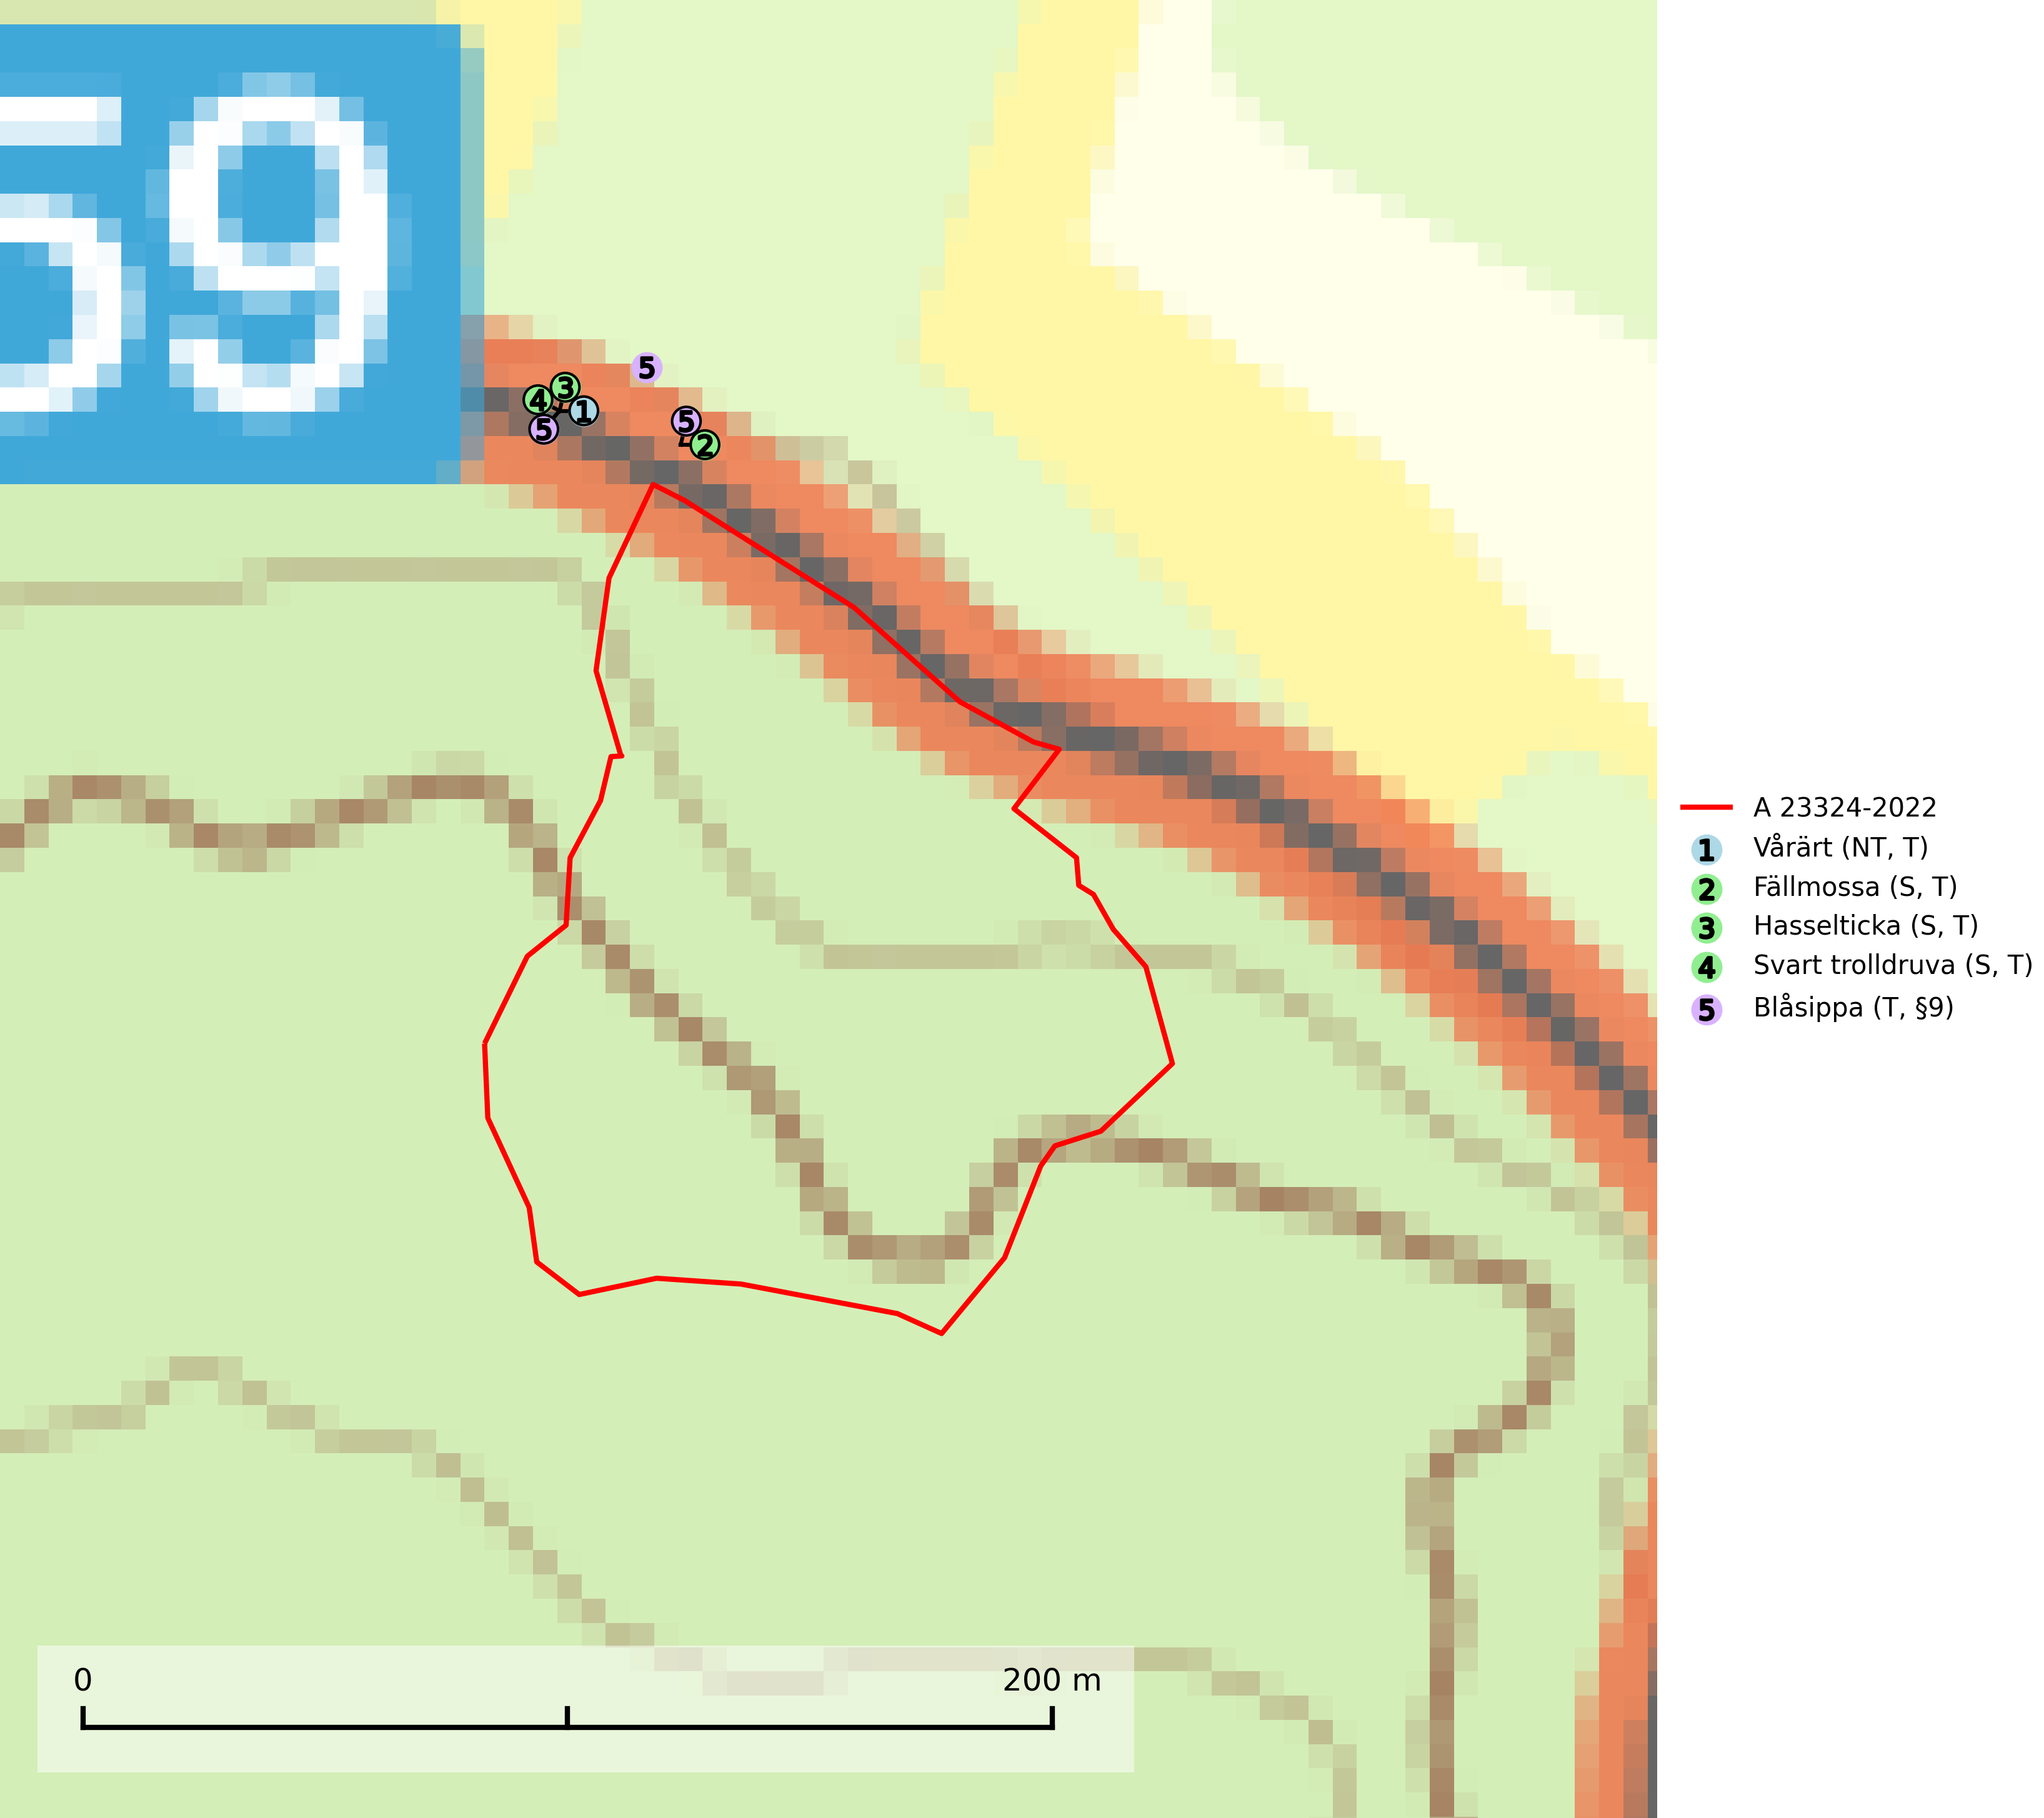 59
5
3
4
1
5
5
2
A 23324-2022
1 Vårärt (NT, T)
2 Fällmossa (S, T)
3 Hasselticka (S, T)
4 Svart trolldruva (S, T)
5 Blåsippa (T, §9)
0 200 m